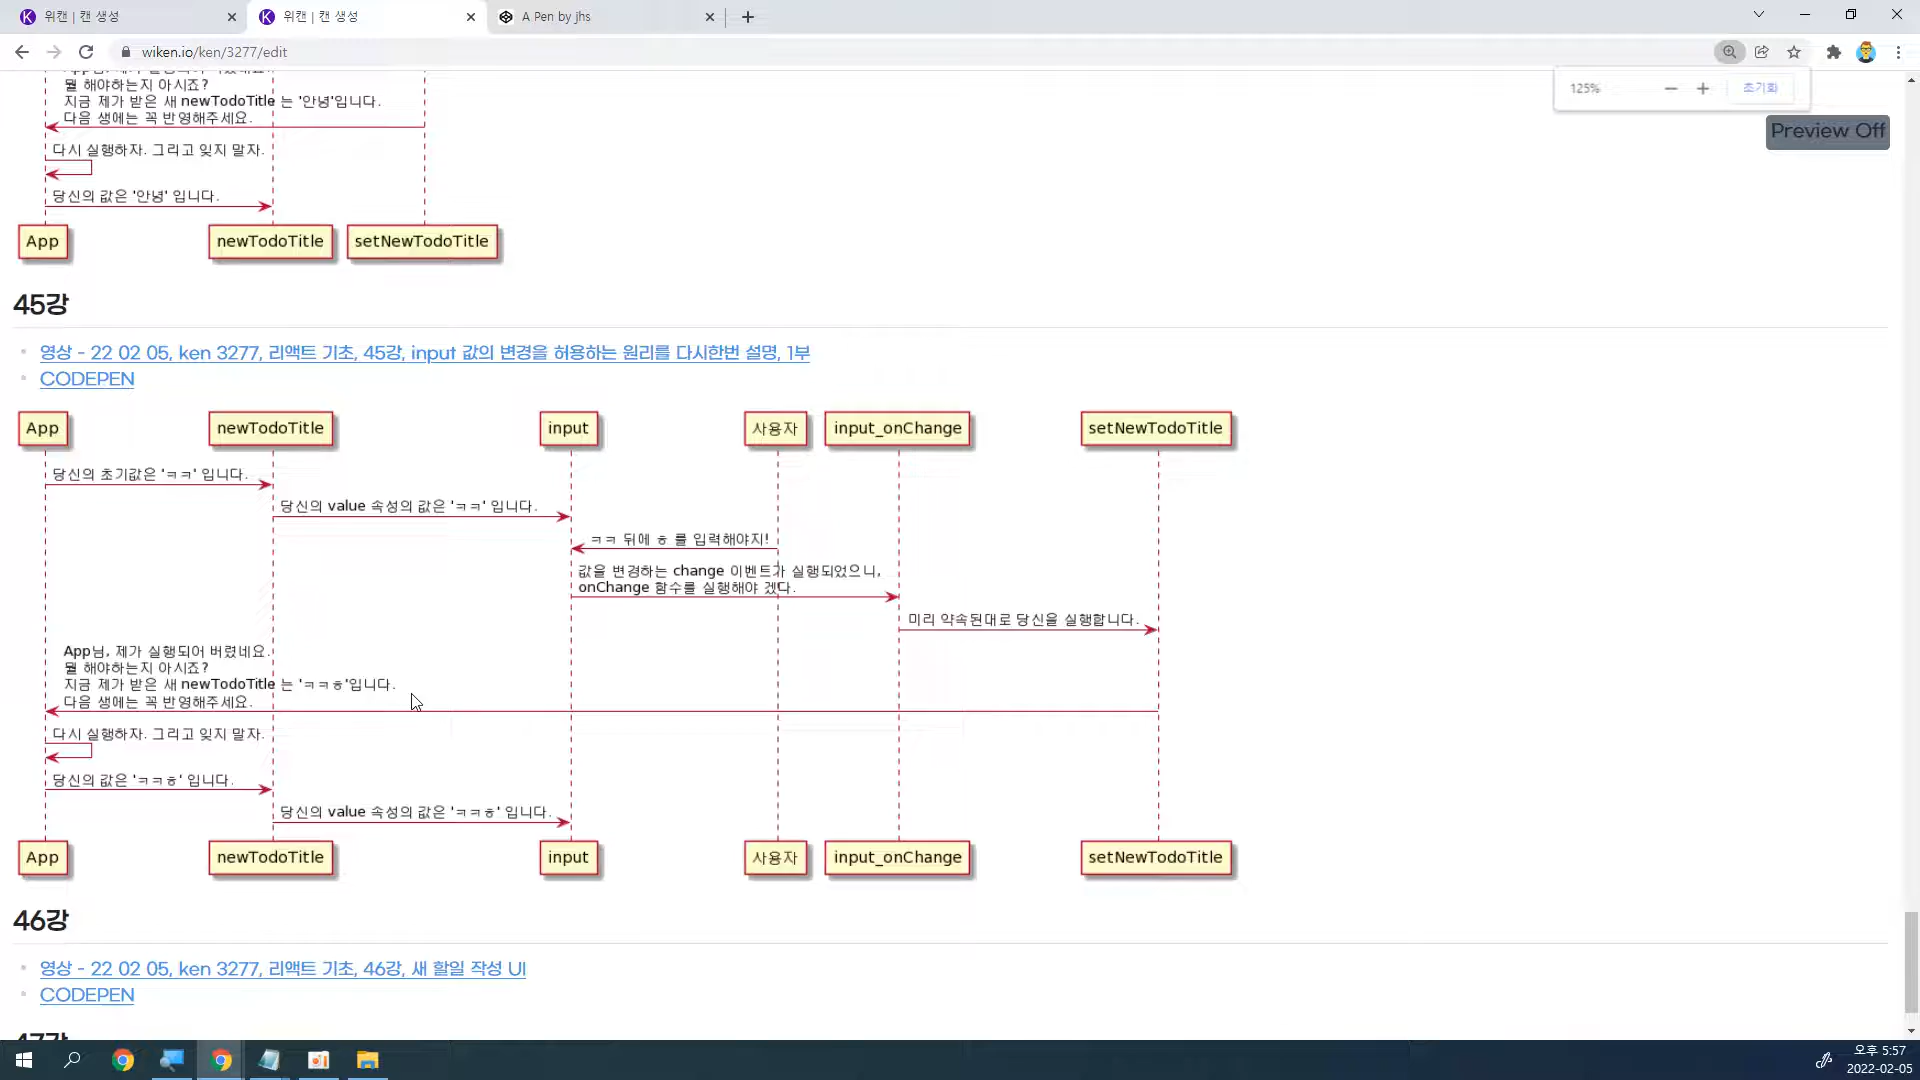 위캔 | 캔 생성
위캔 | 캔 생성
A Pen by jhs
wiken.io/ken/3277/edit
125%
초기화
Preview Off
뭘 해야하는지 아시죠?
지금 제가 받은 새 newTodoTitle 는 '안녕'입니다.
다음 생에는 꼭 반영해주세요.
다시 실행하자. 그리고 잊지 말자.
당신의 값은 '안녕' 입니다.
App newTodoTitle setNewTodoTitle
45강
영상 - 22 02 05, ken 3277, 리액트 기초, 45강, input 값의 변경을 허용하는 원리를 다시한번 설명, 1부
CODEPEN
App newTodoTitle input 사용자 input_onChange setNewTodoTitle
당신의 초기값은 'ㅋㅋ' 입니다.
당신의 value 속성의 값은 'ㅋㅋ' 입니다.
ㅋㅋ 뒤에 ㅎ 를 입력해야지!
값을 변경하는 change 이벤트가 실행되었으니,
onChange 함수를 실행해야 겠다.
미리 약속된대로 당신을 실행합니다.
App님, 제가 실행되어 버렸네요.
뭘 해야하는지 아시죠?
지금 제가 받은 새 newTodoTitle 는 'ㅋㅋㅎ'입니다.
다음 생에는 꼭 반영해주세요.
다시 실행하자. 그리고 잊지 말자.
당신의 값은 'ㅋㅋㅎ' 입니다.
당신의 value 속성의 값은 'ㅋㅋㅎ' 입니다.
App newTodoTitle input 사용자 input_onChange setNewTodoTitle
46강
영상 - 22 02 05, ken 3277, 리액트 기초, 46강, 새 할일 작성 UI
CODEPEN
오후 5:57
2022-02-05